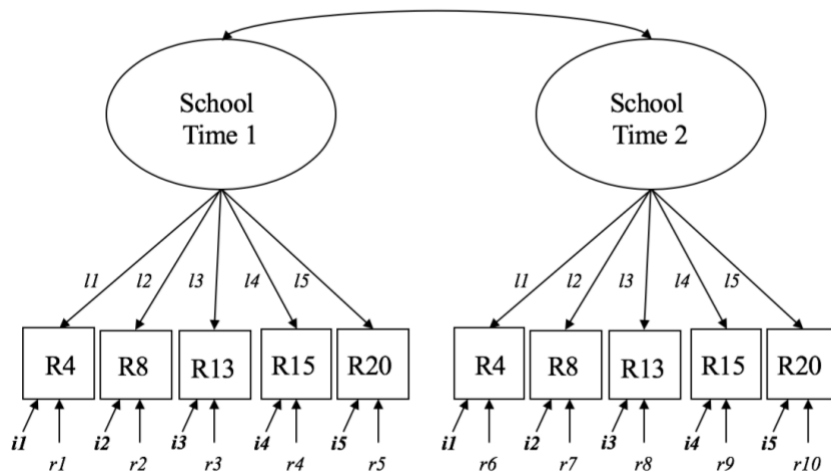 School
Time 1
School
Time 2
l1 l2 l3 l4 l5 l1 l2 l3 l4 l5
R4 R8 R13 R15 R20 R4 R8 R13 R15 R20
i1 i2 i3 i4 i5 i1 i2 i3 i4 i5
r1 r2 r3 r4 r5 r6 r7 r8 r9 r10